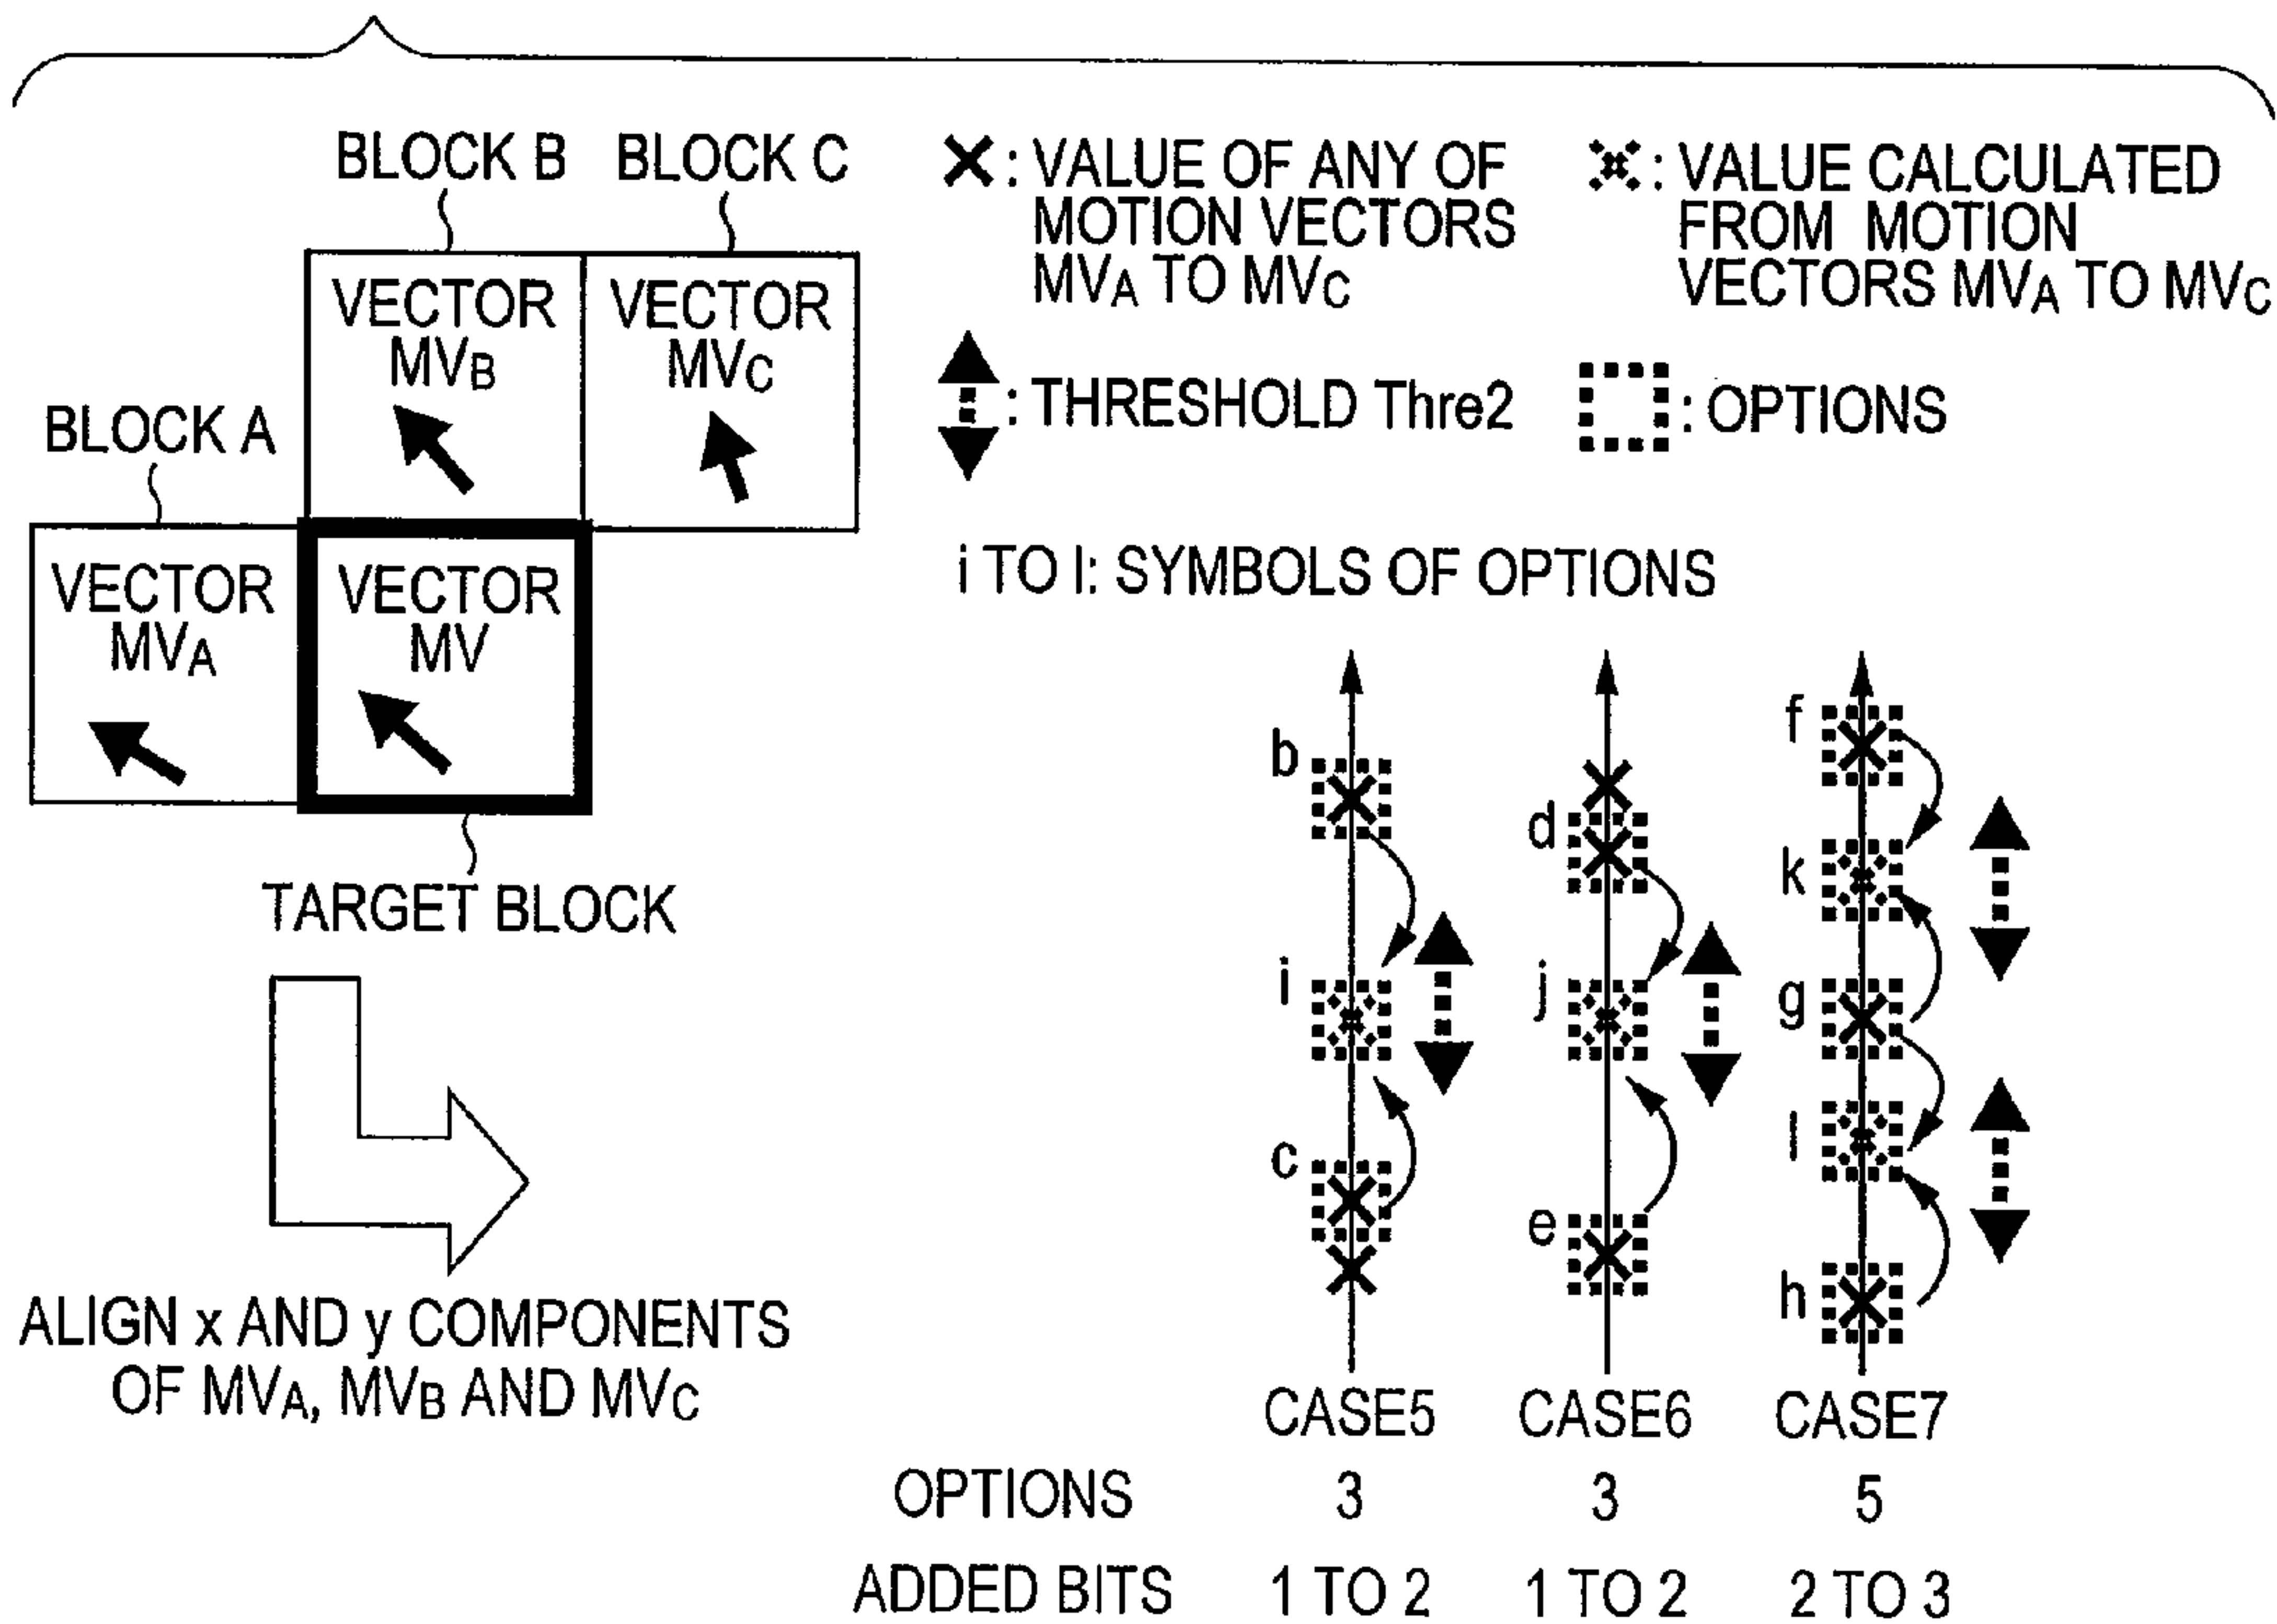 BLOCK B BLOCK C
BLOCK A
VECTOR
MVB
VECTOR
MVC
VECTOR
MVA
VECTOR
MV
TARGET BLOCK
ALIGN x AND y COMPONENTS
OF MVA, MVB AND MVC
: VALUE OF ANY OF
MOTION VECTORS
MVA TO MVC
: VALUE CALCULATED
FROM MOTION
VECTORS MVA TO MVC
: THRESHOLD Thre2
: OPTIONS
i TO l: SYMBOLS OF OPTIONS
b
i
c
d
j
e
f
k
g
l
h
CASE5 CASE6 CASE7
OPTIONS 3 3 5
ADDED BITS 1 TO 2 1 TO 2 2 TO 3